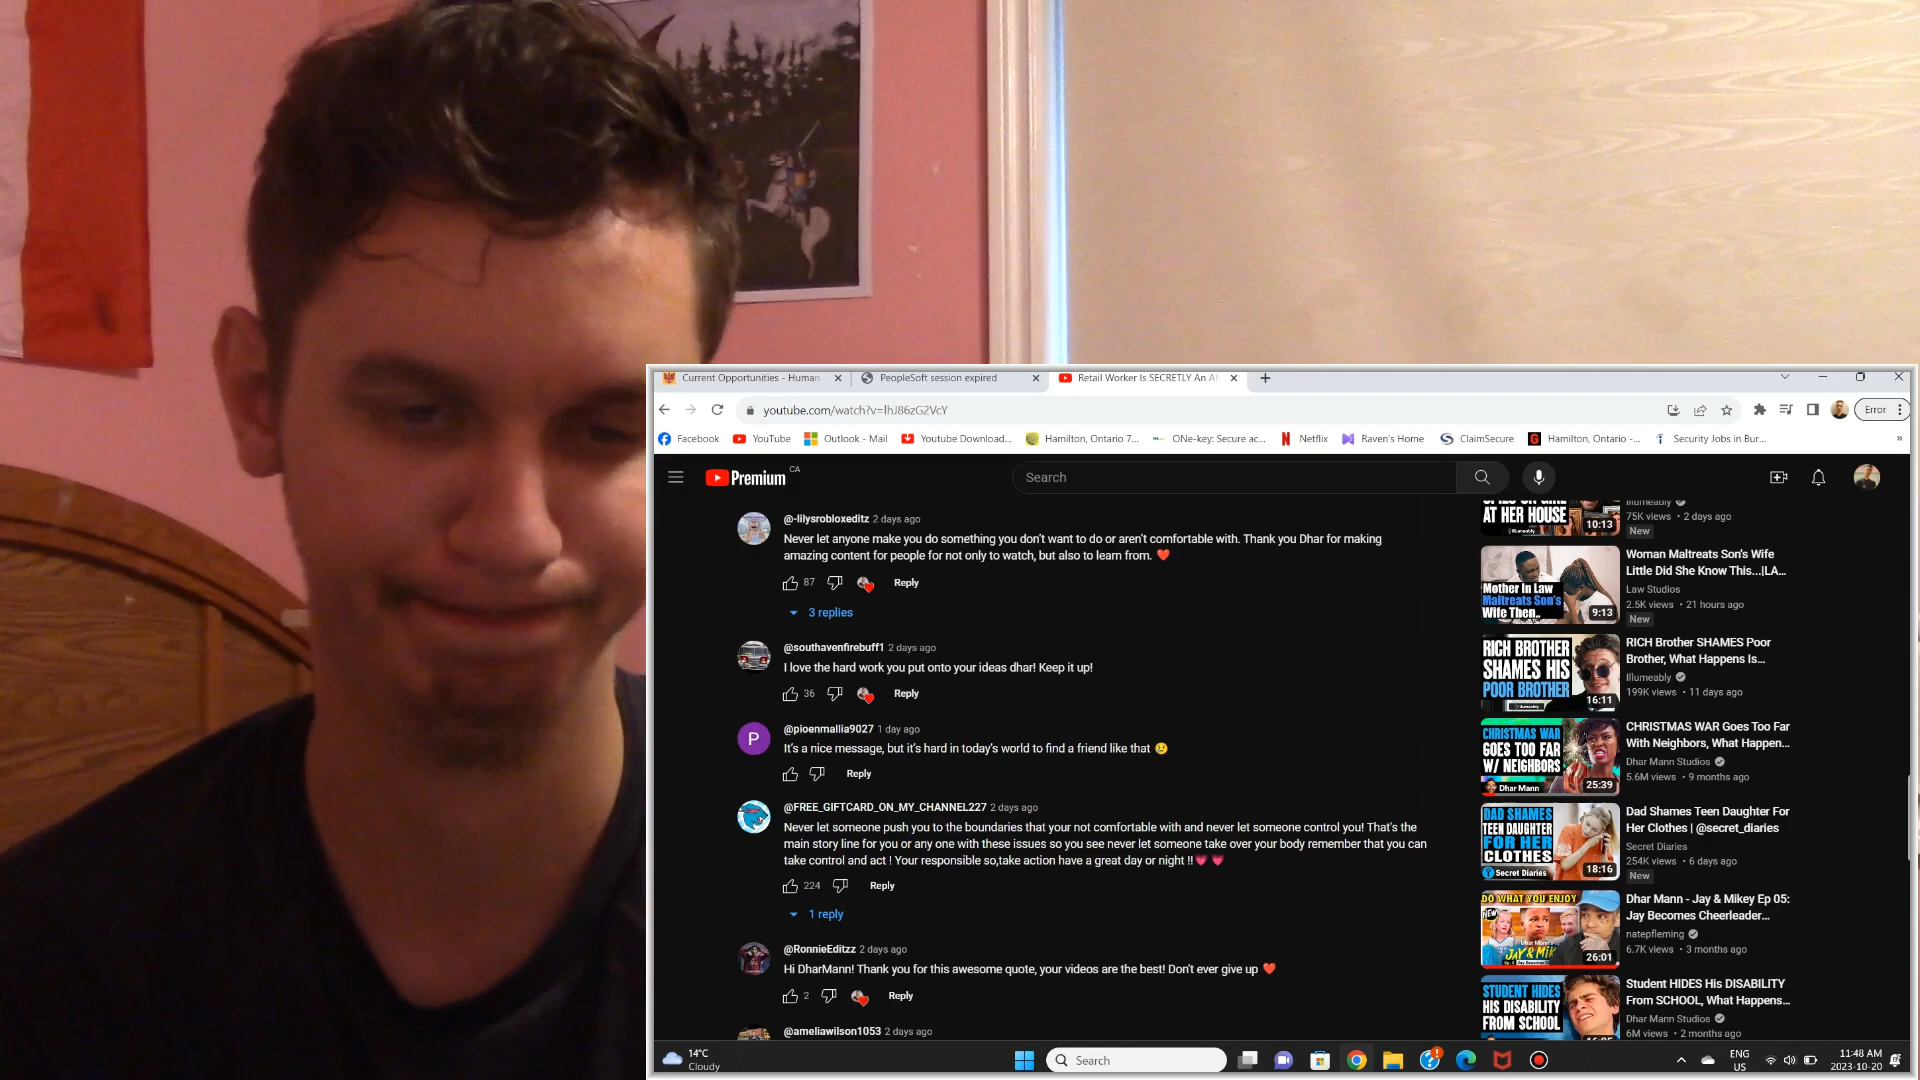 Current Opportunities - Human
PeopleSoft session expired
Retail Worker Is SECRETLY An
youtube.com/watch?v=lhJ86zG2VcY
Error
Facebook
YouTube
Outlook - Mail
Youtube Download...
Hamilton, Ontario 7...
ONe-key: Secure ac...
Netflix
Raven's Home
ClaimSecure
Hamilton, Ontario -...
Security Jobs in Bur...
»
Premium CA
Search
@-lilysrobloxeditz 2 days ago
Never let anyone make you do something you don't want to do or aren't comfortable with. Thank you Dhar for making
amazing content for people for not only to watch, but also to learn from. ❤️
87 Reply
3 replies
@southavenfirebuff1 2 days ago
I love the hard work you put onto your ideas dhar! Keep it up!
36 Reply
P
@pioenmallia9027 1 day ago
It's a nice message, but it's hard in today's world to find a friend like that 😢
Reply
@FREE_GIFTCARD_ON_MY_CHANNEL227 2 days ago
Never let someone push you to the boundaries that your not comfortable with and never let someone control you! That's the
main story line for you or any one with these issues so you see never let someone take over your body remember that you can
take control and act ! Your responsible so,take action have a great day or night !!💗 💗
224 Reply
1 reply
@RonnieEditzz 2 days ago
Hi DharMann! Thank you for this awesome quote, your videos are the best! Don't ever give up ❤️
2 Reply
@ameliawilson1053 2 days ago
AT HER HOUSE
10:13
Illumeably
75K views • 2 days ago
New
Mother In Law
Maltreats Son's
Wife Then..
9:13
Woman Maltreats Son's Wife
Little Did She Know This...|LA...
Law Studios
2.5K views • 21 hours ago
New
RICH BROTHER
SHAMES HIS
POOR BROTHER
16:11
RICH Brother SHAMES Poor
Brother, What Happens Is...
Illumeably
199K views • 11 days ago
CHRISTMAS WAR
GOES TOO FAR
W/ NEIGHBORS
Dhar Mann
25:39
CHRISTMAS WAR Goes Too Far
With Neighbors, What Happen...
Dhar Mann Studios
5.6M views • 9 months ago
DAD SHAMES
TEEN DAUGHTER
FOR HER
CLOTHES
Secret Diaries
18:16
Dad Shames Teen Daughter For
Her Clothes | @secret_diaries
Secret Diaries
254K views • 6 days ago
New
DO WHAT YOU ENJOY
NEW
Dhar Mann
JAY & MIK
26:01
Dhar Mann - Jay & Mikey Ep 05:
Jay Becomes Cheerleader...
natepfleming
6.7K views • 3 months ago
STUDENT HIDES
HIS DISABILITY
FROM SCHOOL
Student HIDES His DISABILITY
From SCHOOL, What Happens...
Dhar Mann Studios
6M views • 2 months ago
14°C
Cloudy
Search
ENG
US
11:48 AM
2023-10-20